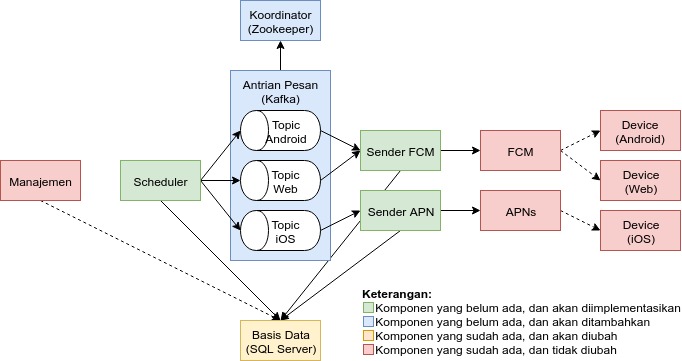 Koordinator
(Zookeeper)
Antrian Pesan
(Kafka)
Topic
Android
Topic
Web
Topic
iOS
Manajemen
Scheduler
Sender FCM
Sender APN
FCM
APNs
Device
(Android)
Device
(Web)
Device
(iOS)
Basis Data
(SQL Server)
Keterangan:
Komponen yang belum ada, dan akan diimplementasikan
Komponen yang belum ada, dan akan ditambahkan
Komponen yang sudah ada, dan akan diubah
Komponen yang sudah ada, dan tidak diubah